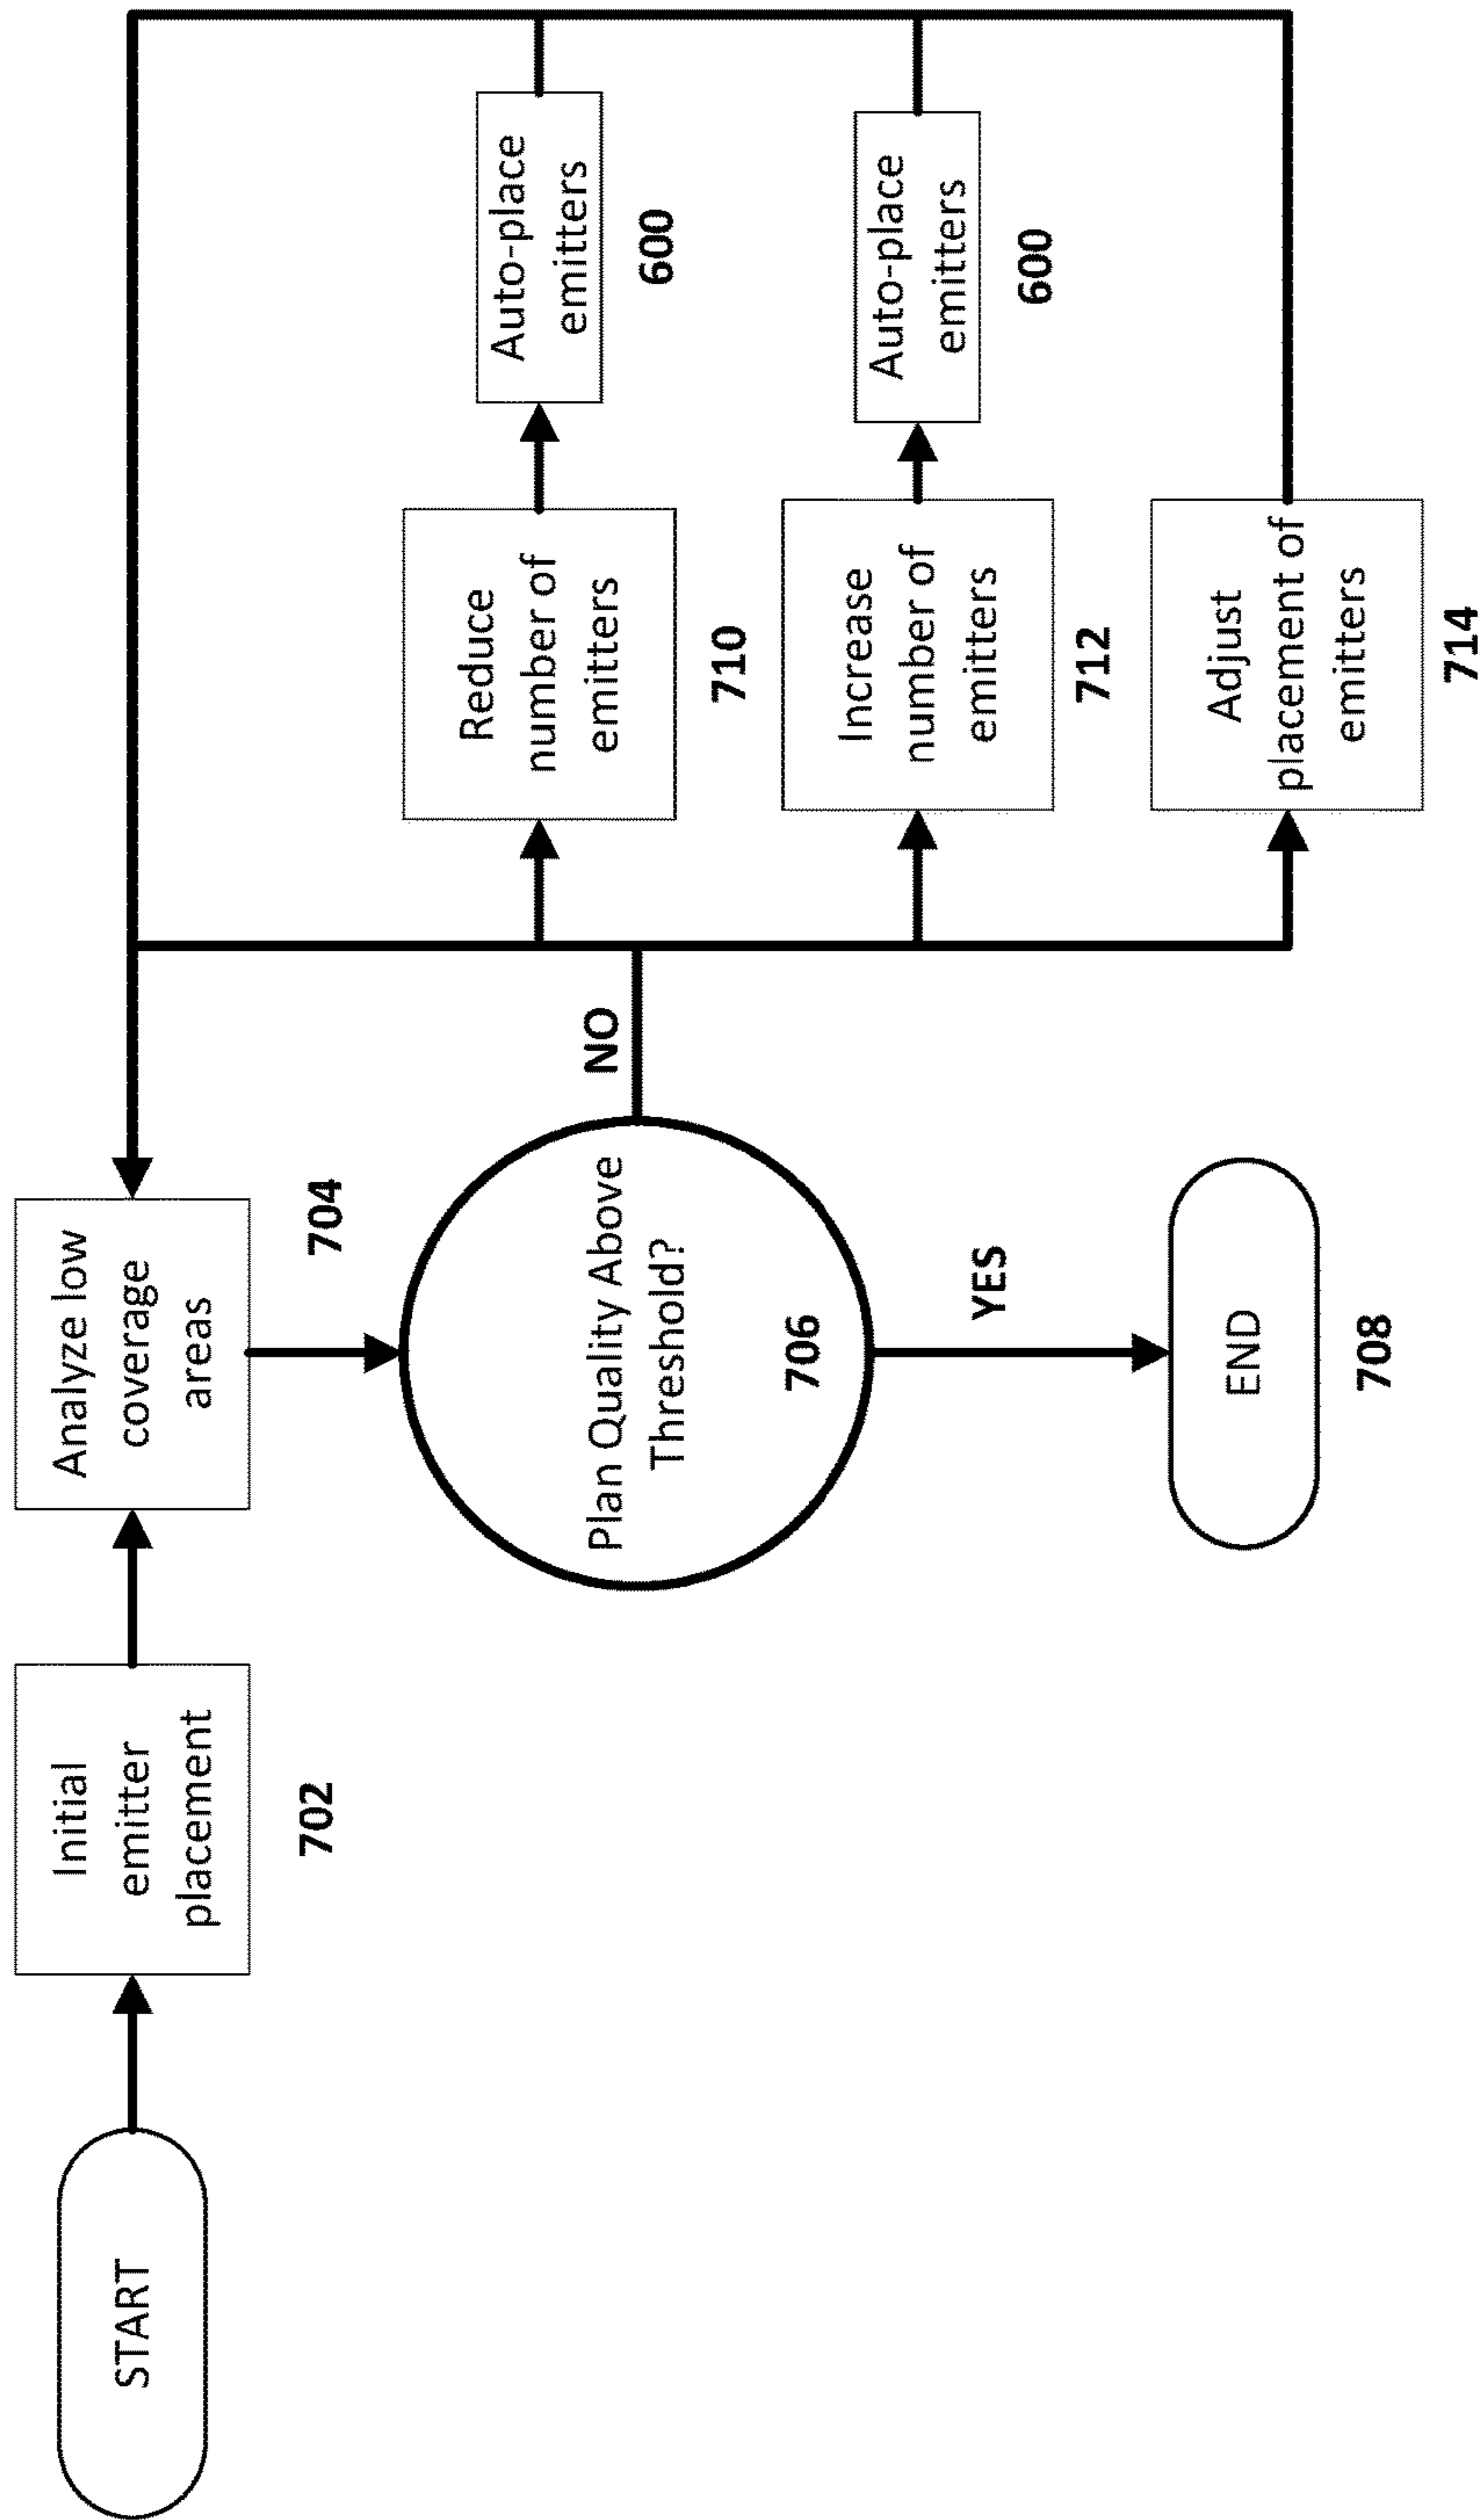 START
Initial
emitter
placement
702
Analyze low
coverage
areas
704
Plan Quality Above
Threshold?
706
YES
END
708
NO
Reduce
number of
emitters
710
Auto-place
emitters
600
Increase
number of
emitters
712
Auto-place
emitters
600
Adjust
placement of
emitters
714